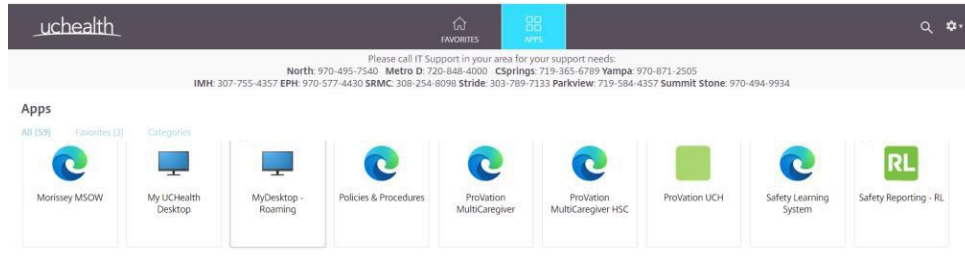 uchealth
FAVORITES
APPS
Please call IT Support in your area for your support needs:
North: 970-495-7540 Metro D: 720-848-4000 CSprings: 719-365-6789 Yampa: 970-871-2505
IMH: 307-755-4357 EPH: 970-577-4430 SRMC: 308-254-8098 Stride: 303-789-7133 Parkview: 719-584-4357 Summit Stone: 970-494-9934
Apps
All (59) Favorites (3) Categories
RL
Morissey MSOW
My UCHealth
Desktop
MyDesktop -
Roaming
Policies & Procedures
ProVation
MultiCaregiver
ProVation
MultiCaregiver HSC
ProVation UCH
Safety Learning
System
Safety Reporting - RL